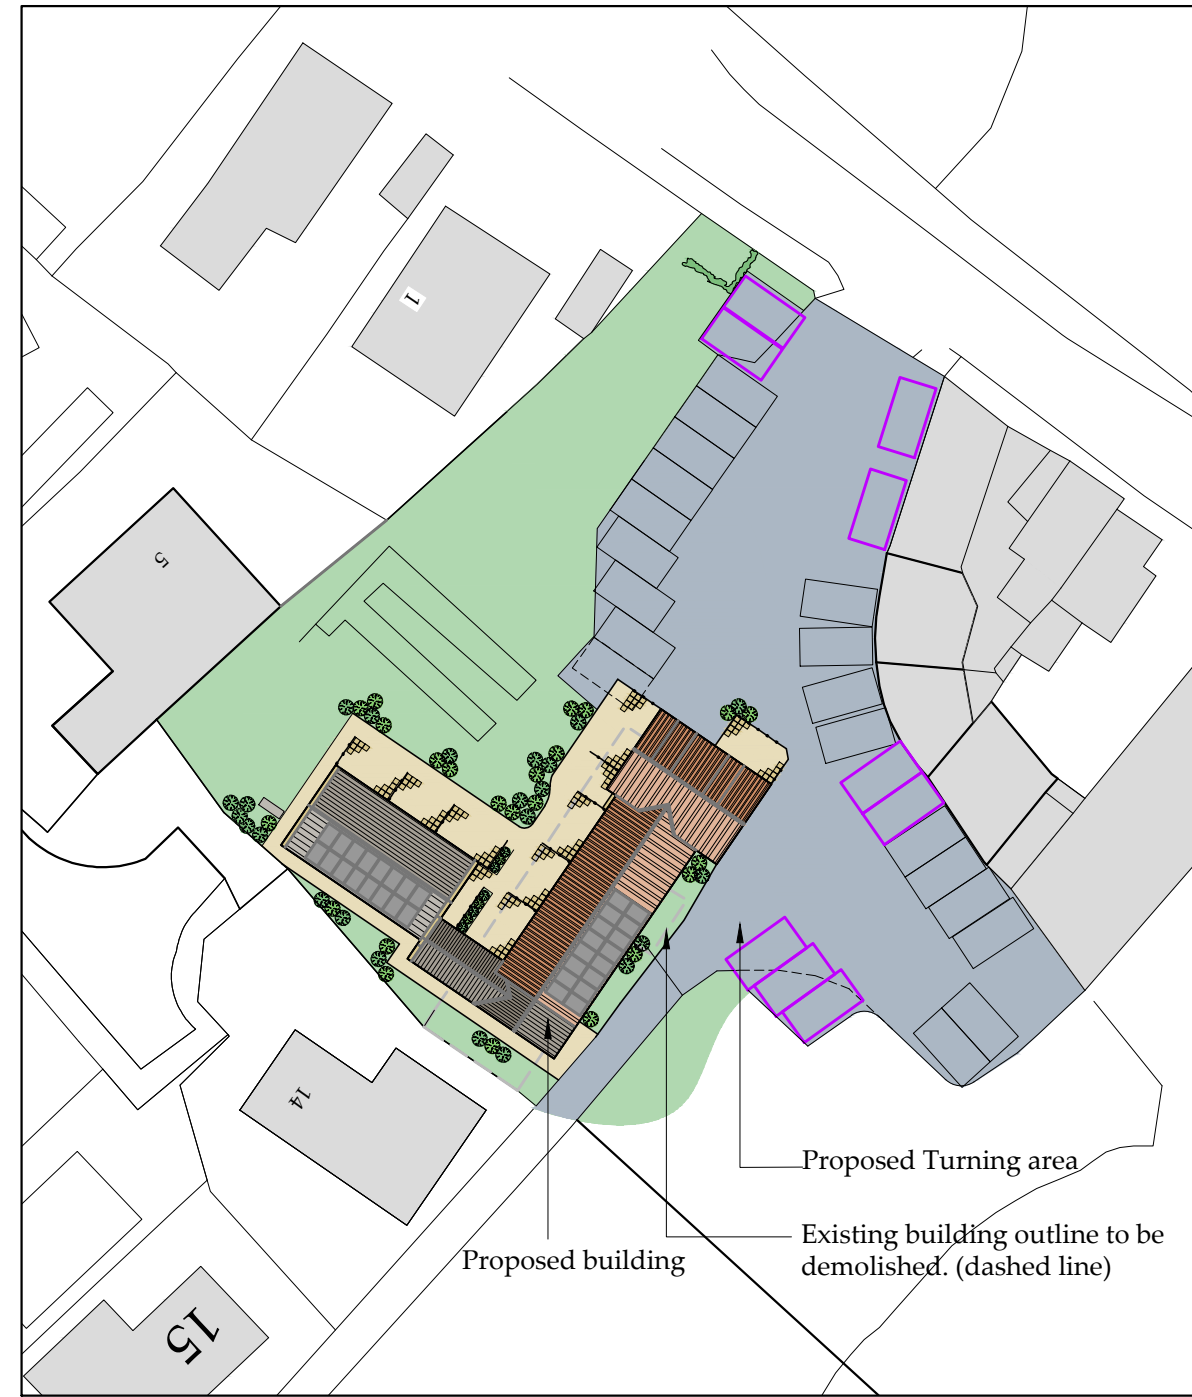 1
5
Proposed Turning area
14
Existing building outline to be
demolished. (dashed line)
Proposed building
15